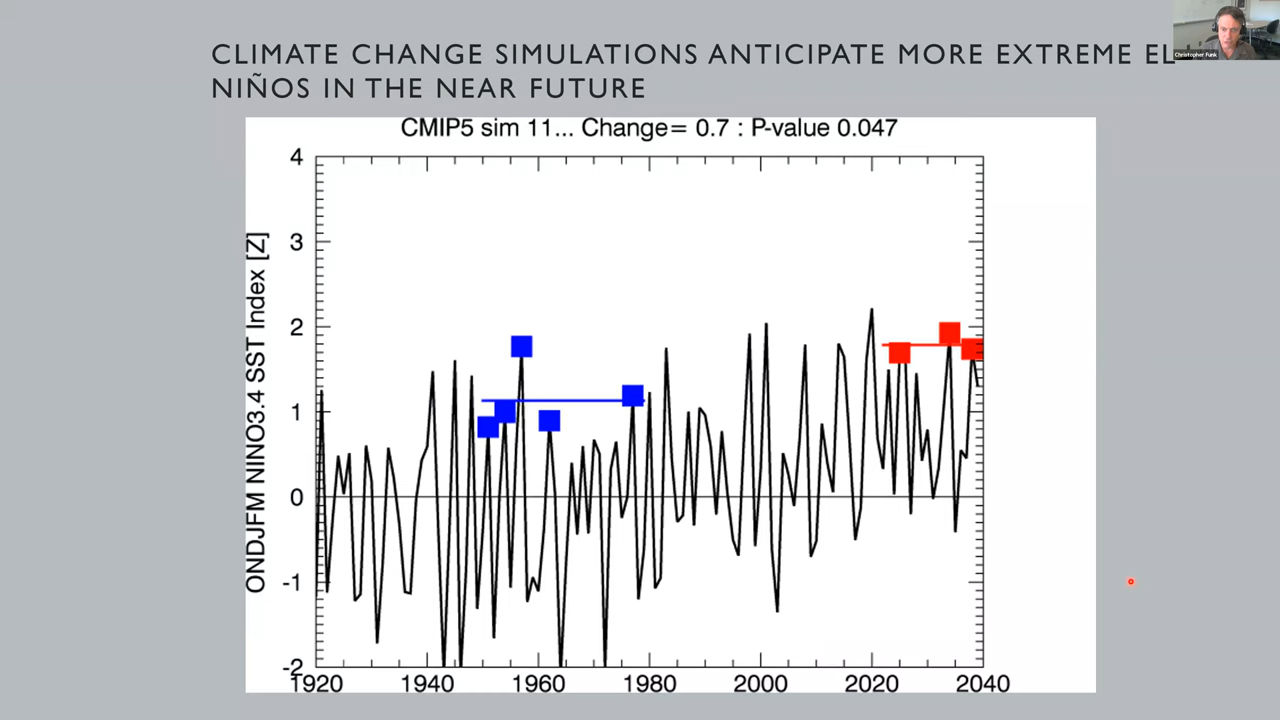 CLIMATE CHANGE SIMULATIONS ANTICIPATE MORE EXTREME EL
NIÑOS IN THE NEAR FUTURE
Christopher Funk
CMIP5 sim 11... Change= 0.7 : P-value 0.047
ONDJFM NINO3.4 SST Index [Z]
4
3
2
1
0
-1
-2
1920 1940 1960 1980 2000 2020 2040